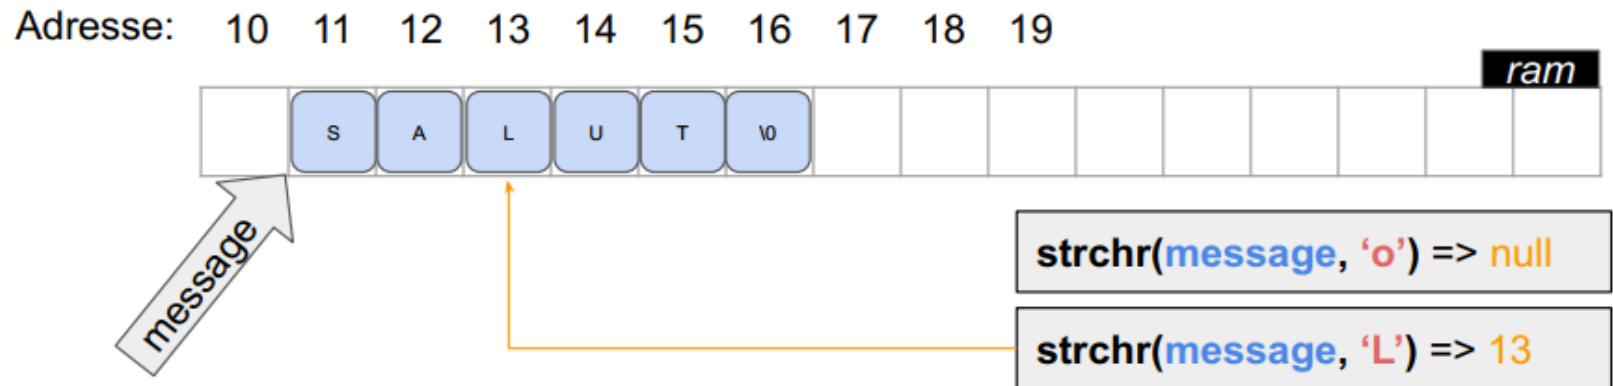 Adresse: 10 11 12 13 14 15 16 17 18 19
ram
S A L U T \0
message
strchr(message, ‘o’) => null
strchr(message, ‘L’) => 13